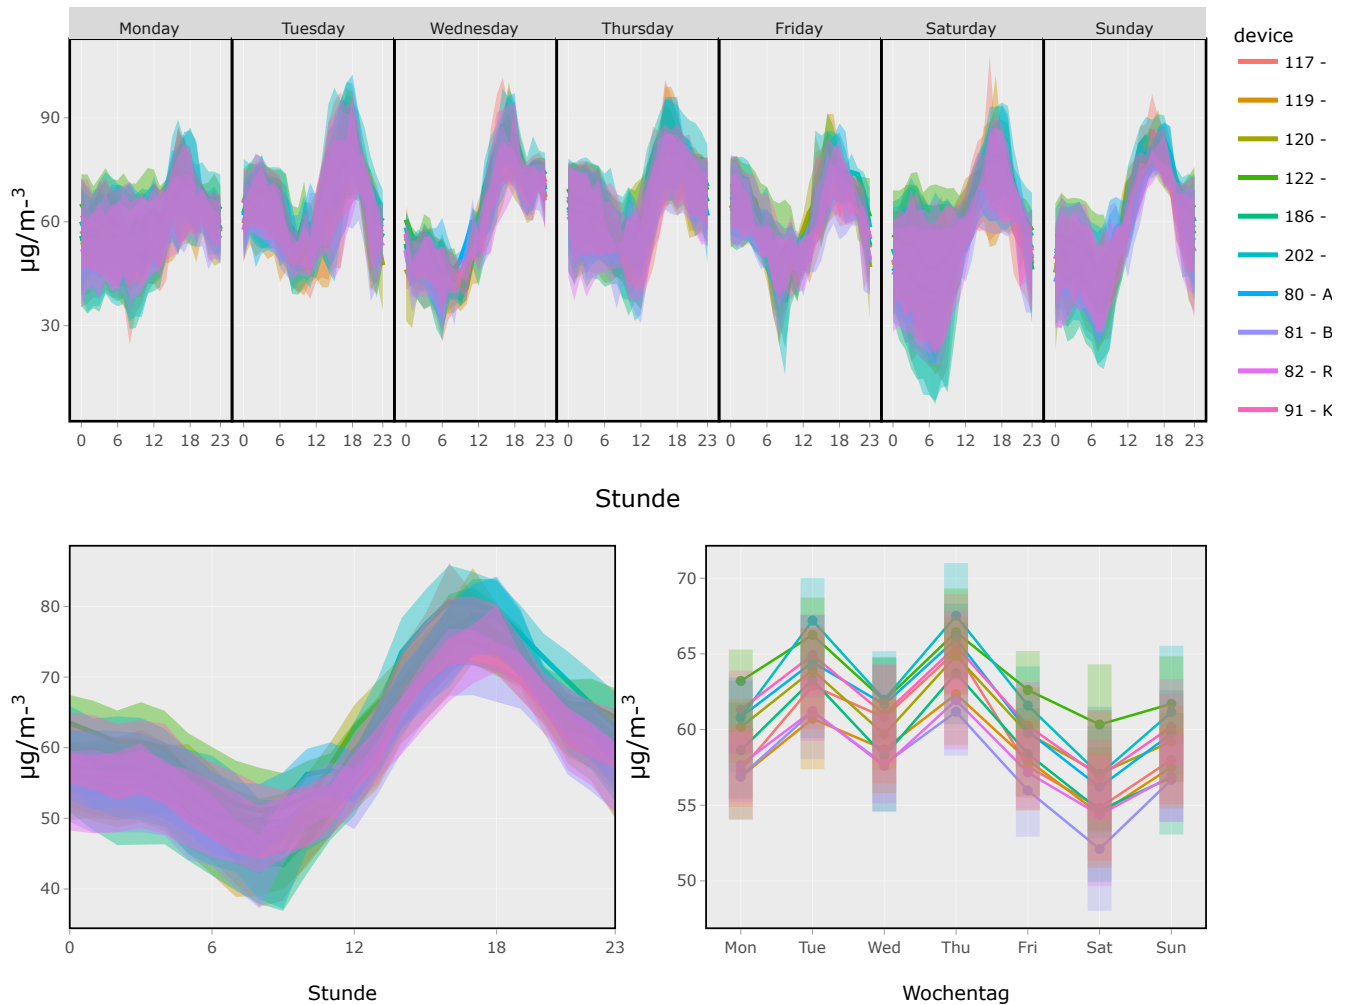 Monday Tuesday Wednesday Thursday Friday Saturday Sunday
device
117 -
119 -
120 -
122 -
186 -
202 -
80 - A
81 - B
82 - R
91 - K
µg/m-³
90
60
30
0 6 12 18 23 0 6 12 18 23 0 6 12 18 23 0 6 12 18 23 0 6 12 18 23 0 6 12 18 23 0 6 12 18 23
Stunde
µg/m-³
80
70
60
50
40
0 6 12 18 23
Stunde
µg/m-³
70
65
60
55
50
Mon Tue Wed Thu Fri Sat Sun
Wochentag